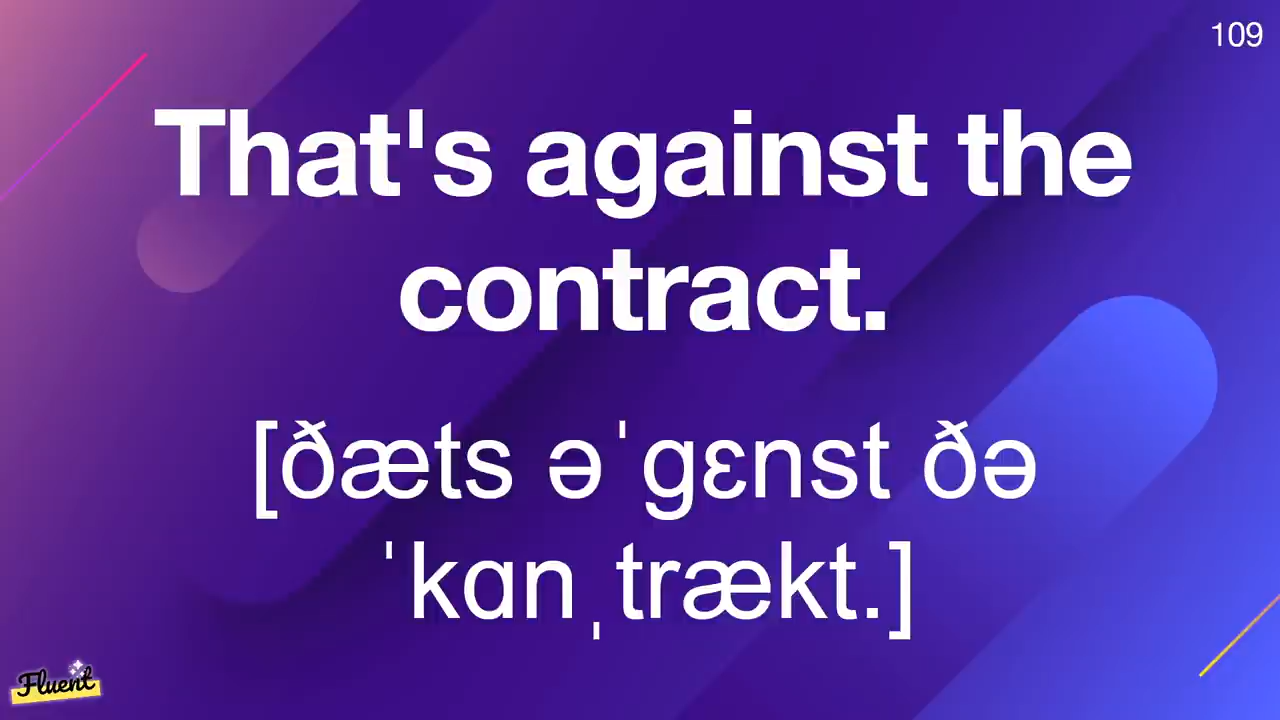 109
That's against the
contract.
[ðæts əˈgɛnst ðə
ˈkɑnˌtrækt.]
Fluent